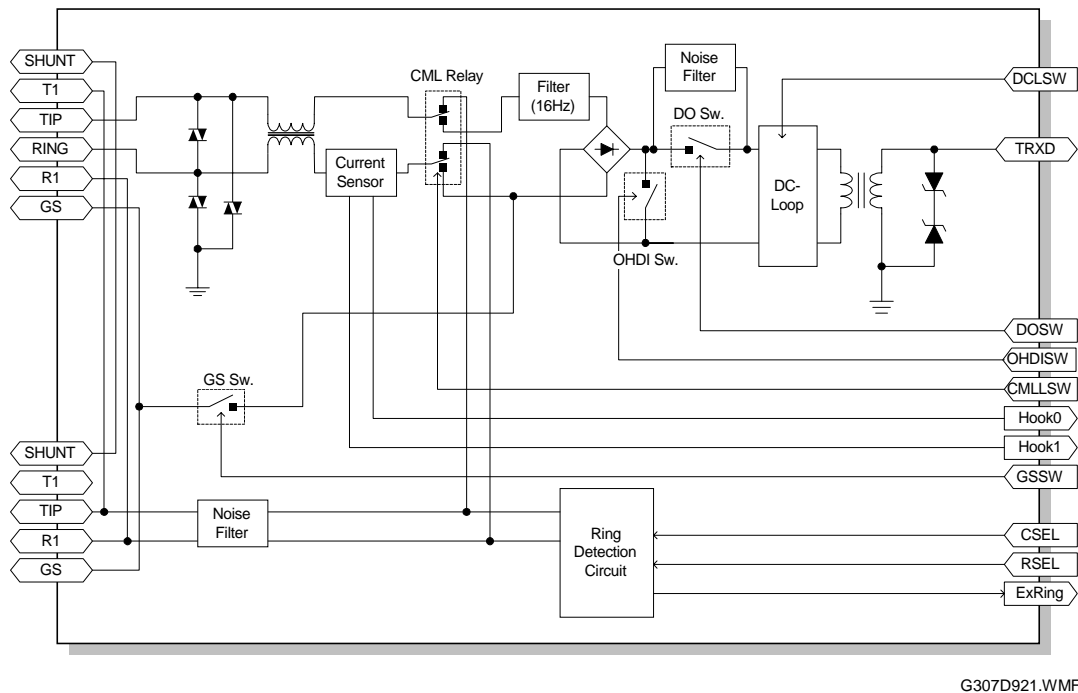 SHUNT
T1
TIP
RING
R1
GS
CML Relay
Filter
(16Hz)
Noise
Filter
DO Sw.
Current
Sensor
DC-
Loop
OHDI Sw.
DCLSW
TRXD
DOSW
OHDISW
CMLLSW
Hook0
Hook1
GSSW
GS Sw.
SHUNT
T1
TIP
R1
GS
Noise
Filter
Ring
Detection
Circuit
CSEL
RSEL
ExRing
G307D921.WMF